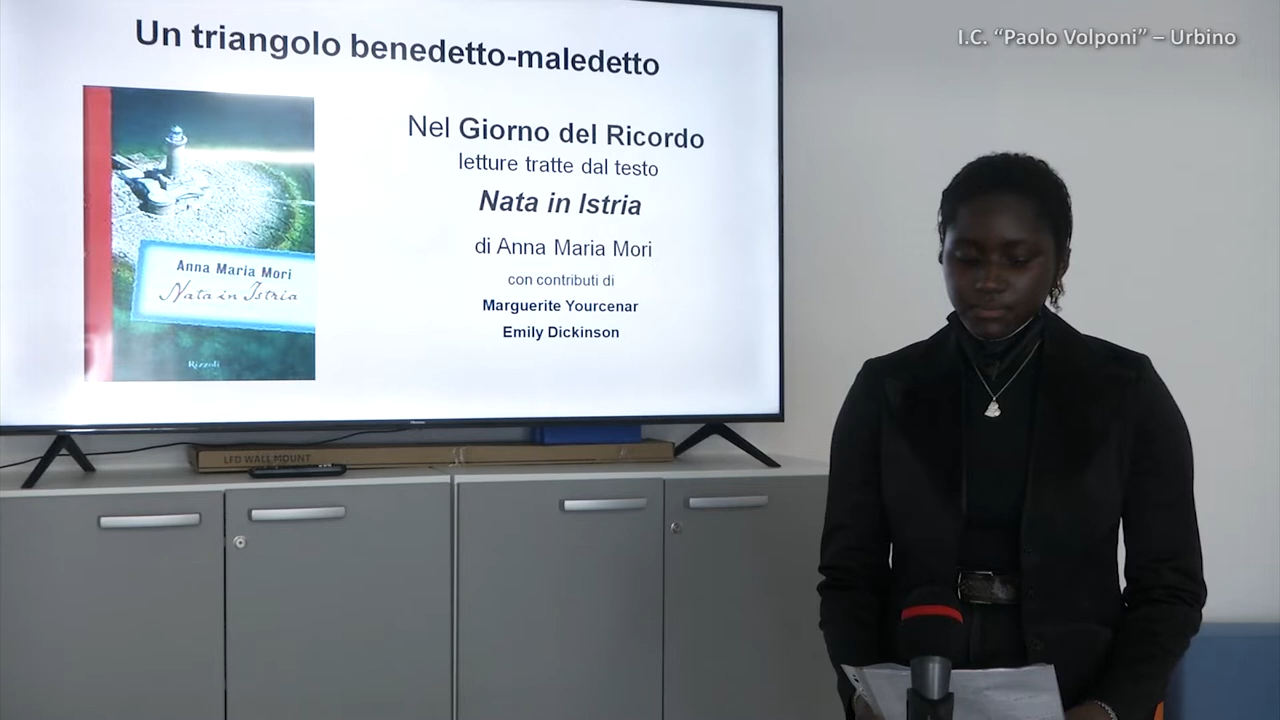 I.C. “Paolo Volponi” – Urbino
Un triangolo benedetto-maledetto
Nel Giorno del Ricordo
letture tratte dal testo
Nata in Istria
di Anna Maria Mori
con contributi di
Marguerite Yourcenar
Emily Dickinson
Anna Maria Mori
Nata in Istria
Rizzoli
Hisense
LFD WALL MOUNT